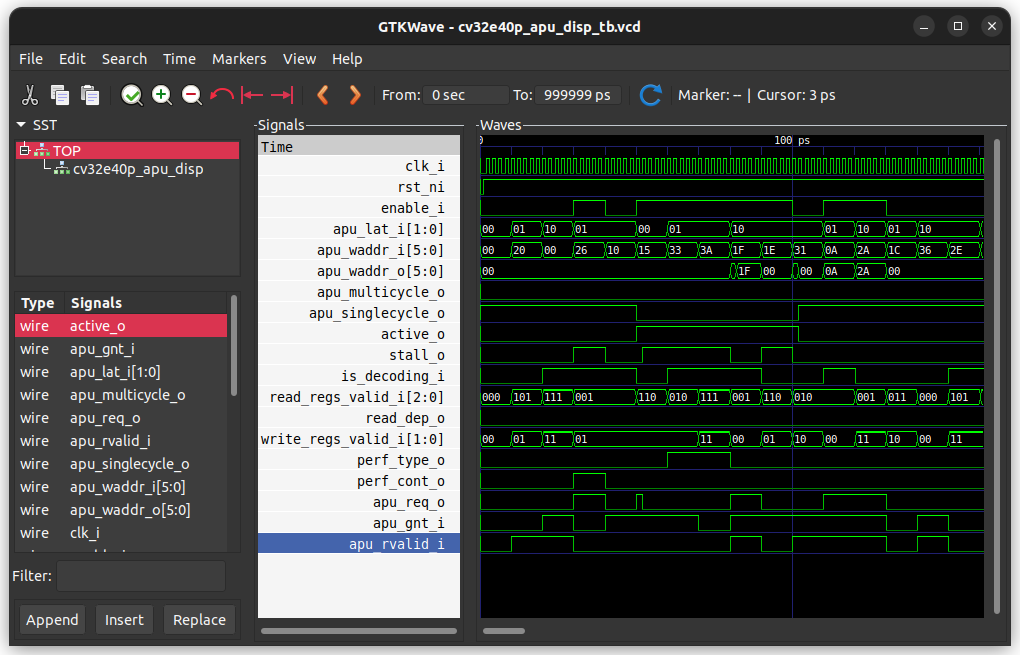 GTKWave - cv32e40p_apu_disp_tb.vcd
File Edit Search Time Markers View Help
From: 0 sec To: 999999 ps Marker: -- | Cursor: 3 ps
SST
TOP
cv32e40p_apu_disp
Type Signals
wire active_o
wire apu_gnt_i
wire apu_lat_i[1:0]
wire apu_multicycle_o
wire apu_req_o
wire apu_rvalid_i
wire apu_singlecycle_o
wire apu_waddr_i[5:0]
wire apu_waddr_o[5:0]
wire clk_i
Filter:
Append Insert Replace
Signals
Time
clk_i
rst_ni
enable_i
apu_lat_i[1:0]
apu_waddr_i[5:0]
apu_waddr_o[5:0]
apu_multicycle_o
apu_singlecycle_o
active_o
stall_o
is_decoding_i
read_regs_valid_i[2:0]
read_dep_o
write_regs_valid_i[1:0]
perf_type_o
perf_cont_o
apu_req_o
apu_gnt_i
apu_rvalid_i
Waves
0 100 ps
00 01 10 01 00 01 10 01 10 01 10
00 20 00 26 10 15 33 3A 1F 1E 31 0A 2A 1C 36 2E
00 1F 00 00 0A 2A 00
000 101 111 001 110 010 111 001 110 010 001 011 000 101
00 01 11 01 11 00 01 10 00 11 10 00 11